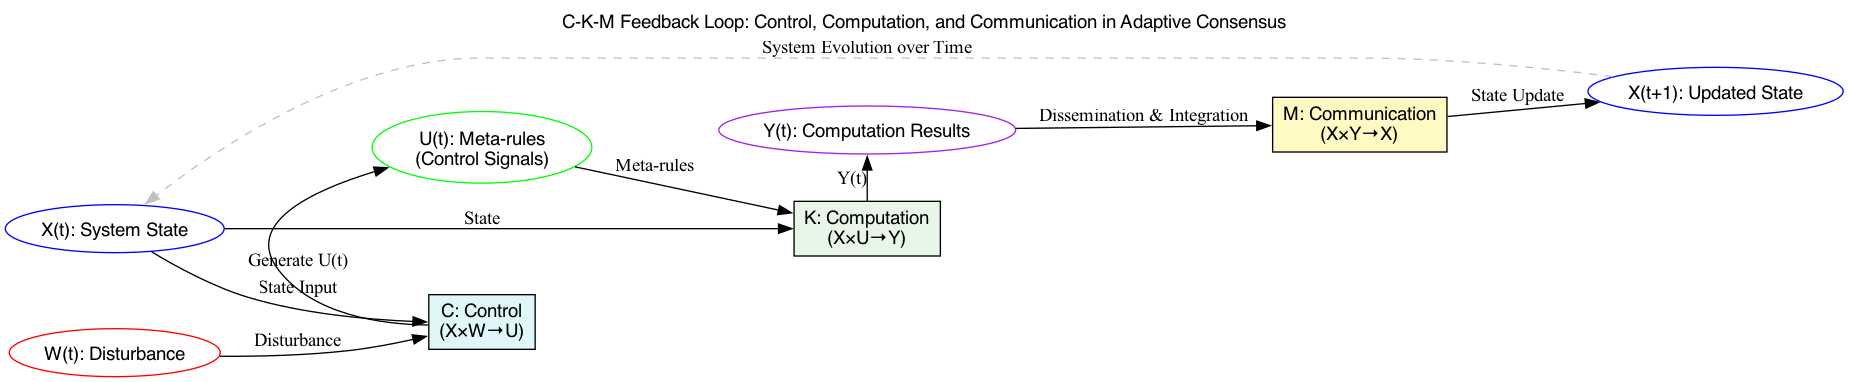 C-K-M Feedback Loop: Control, Computation, and Communication in Adaptive Consensus
System Evolution over Time
X(t+1): Updated State
State Update
M: Communication
(X×Y→X)
Dissemination & Integration
Y(t): Computation Results
U(t): Meta-rules
(Control Signals)
Meta-rules
Y(t)
K: Computation
(X×U→Y)
State
X(t): System State
Generate U(t)
State Input
C: Control
(X×W→U)
Disturbance
W(t): Disturbance